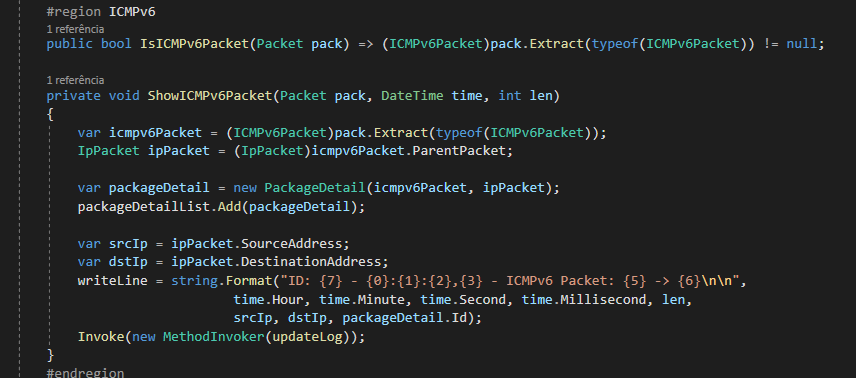 #region ICMPv6
1 referência
public bool IsICMPv6Packet(Packet pack) => (ICMPv6Packet)pack.Extract(typeof(ICMPv6Packet)) != null;
1 referência
private void ShowICMPv6Packet(Packet pack, DateTime time, int len)
{
var icmpv6Packet = (ICMPv6Packet)pack.Extract(typeof(ICMPv6Packet));
IpPacket ipPacket = (IpPacket)icmpv6Packet.ParentPacket;
var packageDetail = new PackageDetail(icmpv6Packet, ipPacket);
packageDetailList.Add(packageDetail);
var srcIp = ipPacket.SourceAddress;
var dstIp = ipPacket.DestinationAddress;
writeLine = string.Format("ID: {7} - {0}:{1}:{2},{3} - ICMPv6 Packet: {5} -> {6}\n\n",
time.Hour, time.Minute, time.Second, time.Millisecond, len,
srcIp, dstIp, packageDetail.Id);
Invoke(new MethodInvoker(updateLog));
}
#endregion